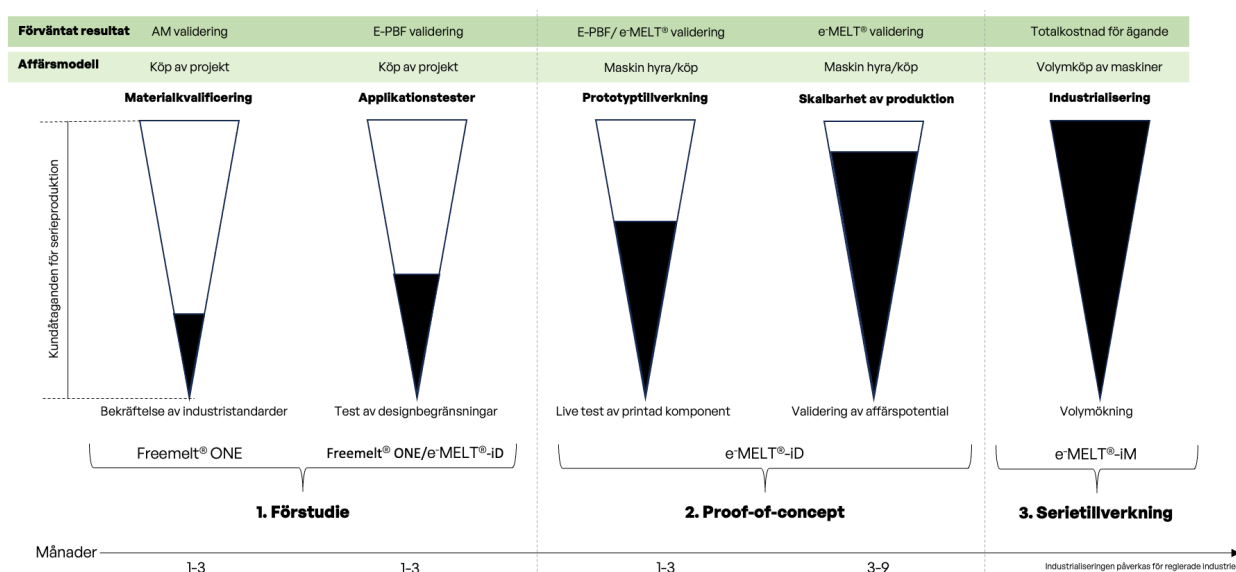 Förväntat resultat AM validering E-PBF validering E-PBF/ e-MELT® validering e-MELT® validering Totalkostnad för ägande
Affärsmodell Köp av projekt Köp av projekt Maskin hyra/köp Maskin hyra/köp Volymköp av maskiner
Materialkvalificering Applikationstester Prototyptillverkning Skalbarhet av produktion Industrialisering
Kundåtaganden för serieproduktion
Bekräftelse av industristandarder Test av designbegränsningar Live test av printad komponent Validering av affärspotential Volymökning
Freemelt® ONE Freemelt® ONE/e-MELT®-iD e-MELT®-iD e-MELT®-iM
1. Förstudie 2. Proof-of-concept 3. Serietillverkning
Månader
1-3 1-3 1-3 3-9 Industrialiseringen påverkas för reglerade industrie